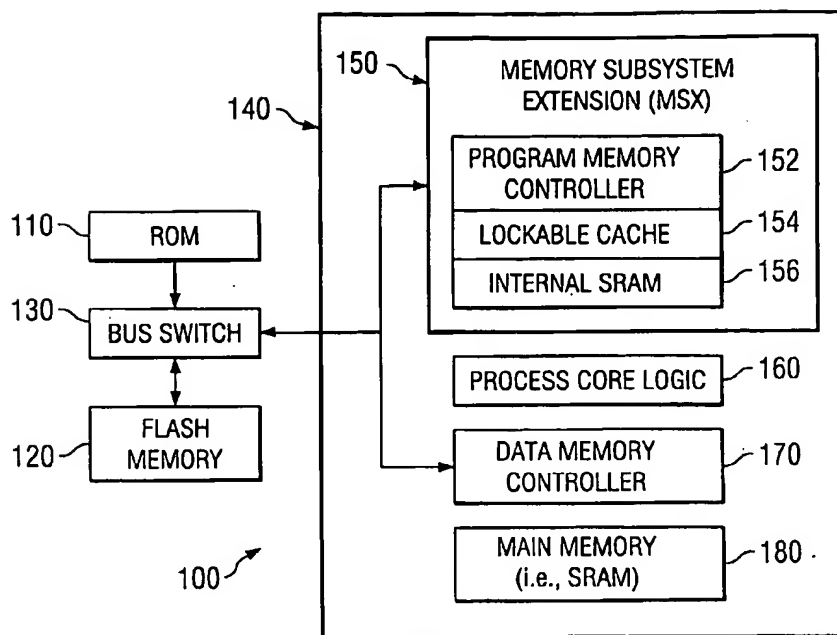 150
MEMORY SUBSYSTEM
EXTENSION (MSX)
140
PROGRAM MEMORY
CONTROLLER
152
LOCKABLE CACHE
154
INTERNAL SRAM
156
110
ROM
130
BUS SWITCH
120
FLASH
MEMORY
PROCESS CORE LOGIC
160
DATA MEMORY
CONTROLLER
170
MAIN MEMORY
(i.e., SRAM)
180
100